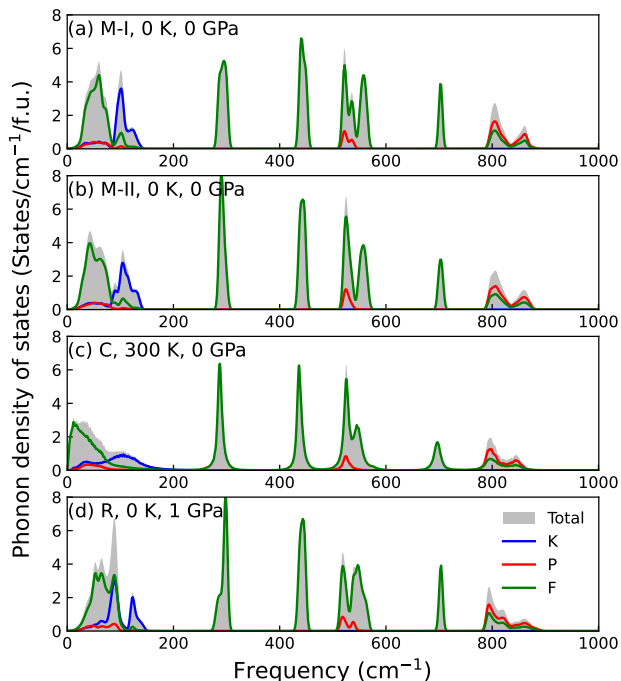 (a) M-I, 0 K, 0 GPa
8
6
4
2
0
0 200 400 600 800 1000
(b) M-II, 0 K, 0 GPa
8
6
4
2
0
0 200 400 600 800 1000
(c) C, 300 K, 0 GPa
8
6
4
2
0
0 200 400 600 800 1000
(d) R, 0 K, 1 GPa
8
6
4
2
0
0 200 400 600 800 1000
Total
K
P
F
Phonon density of states (States/cm⁻¹/f.u.)
Frequency (cm⁻¹)